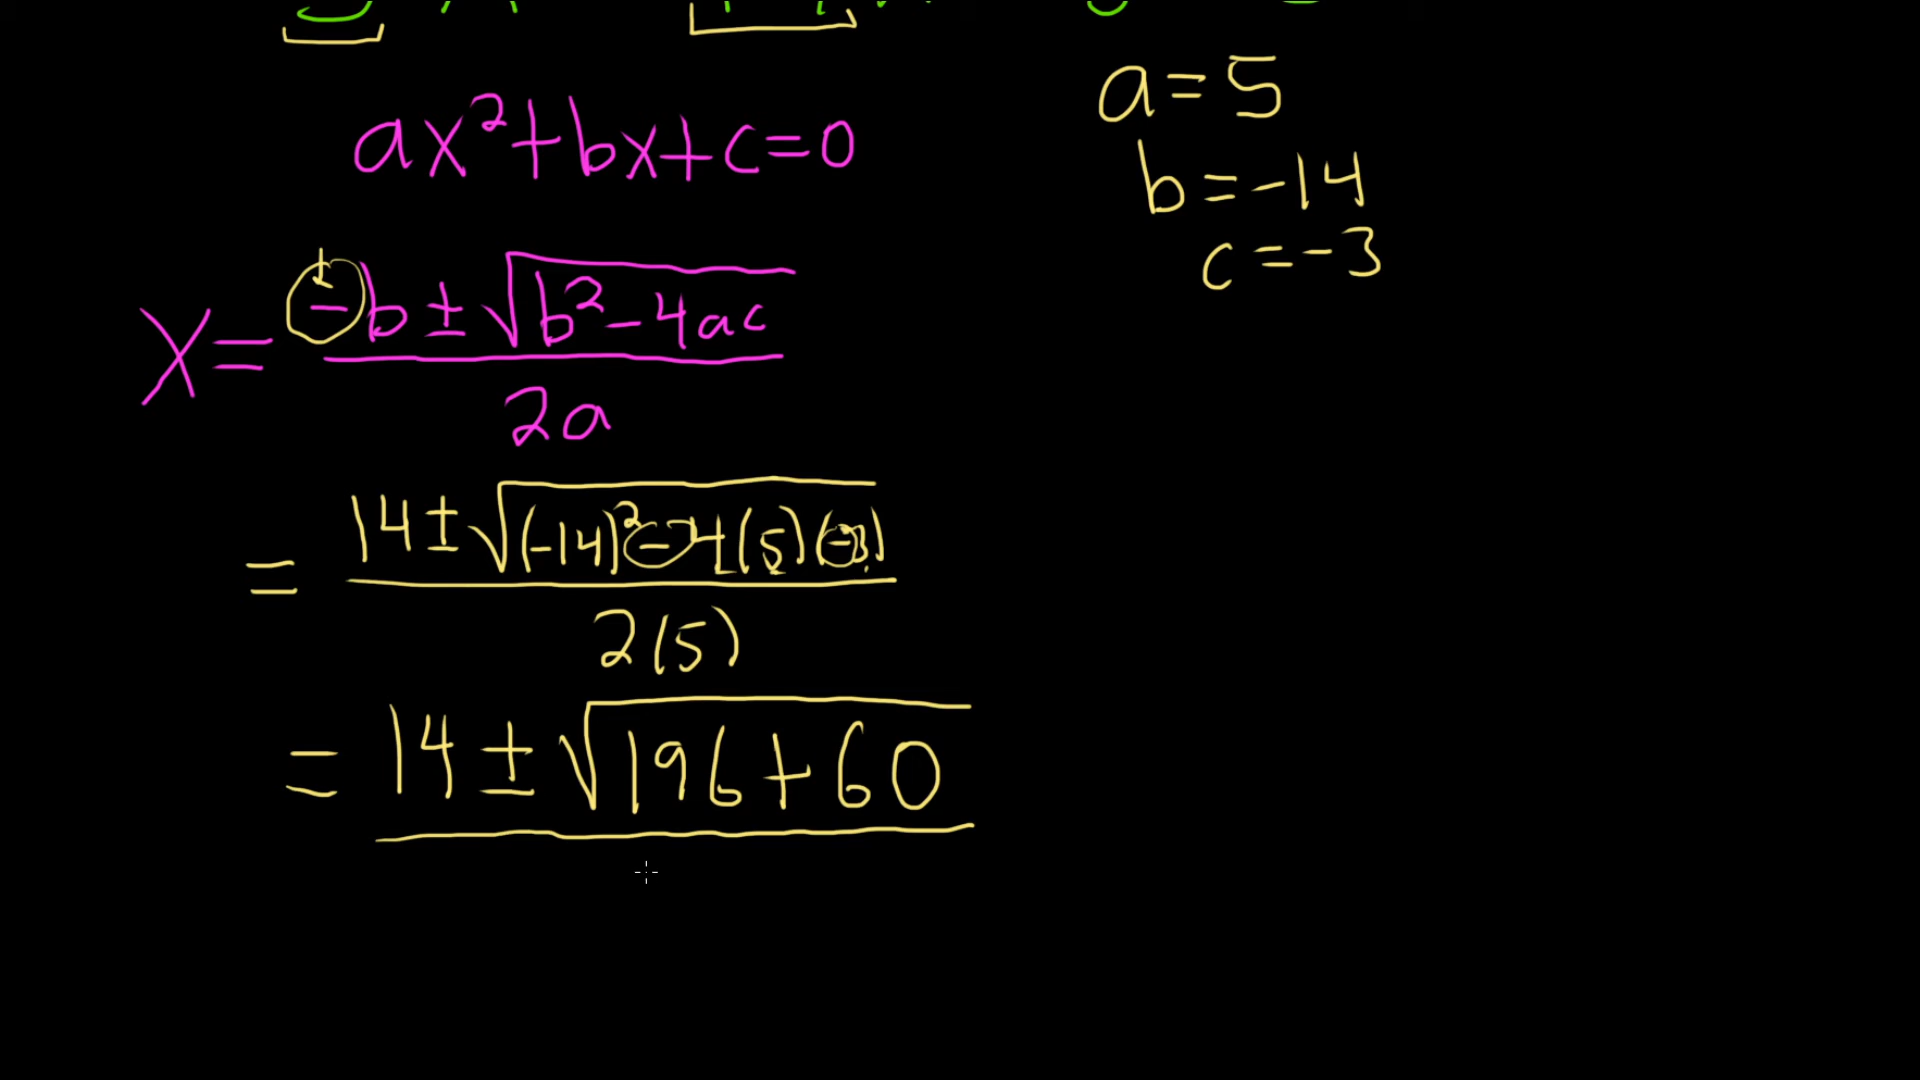 a = 5
ax² + bx + c = 0
b = -14
c = -3
x = (-b ± √(b² - 4ac)) / 2a
= (14 ± √((-14)² - 4(5)(-3))) / 2(5)
= 14 ± √(196 + 60)